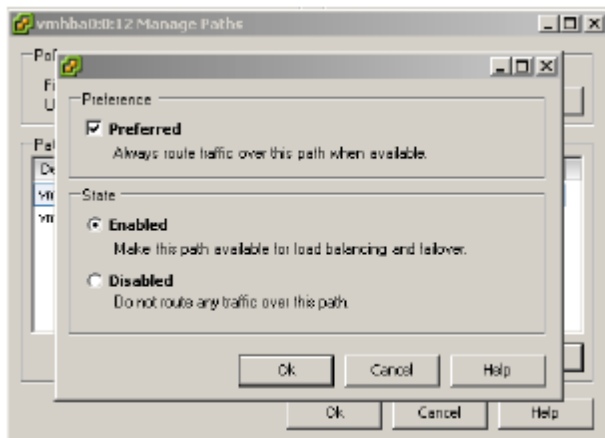 vmhba0:0:12 Manage Paths
Preference
Preferred
Always route traffic over this path when available.
State
Enabled
Make this path available for load balancing and failover.
Disabled
Do not route any traffic over this path.
Ok
Cancel
Help
Ok
Cancel
Help